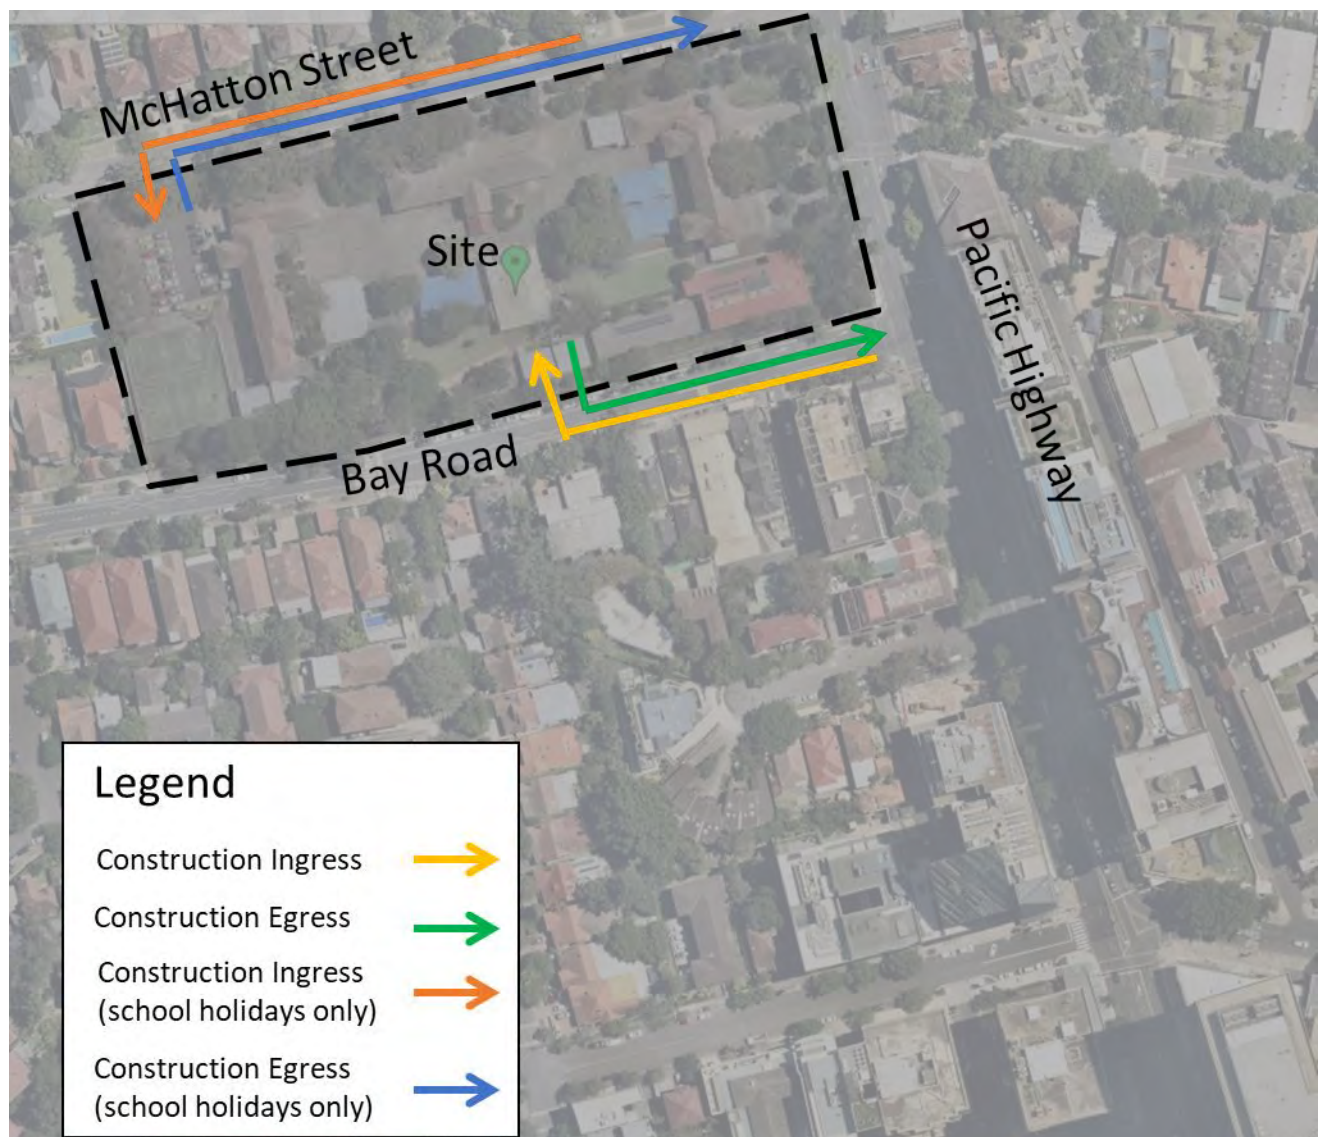 McHatton Street
Site
Pacific Highway
Bay Road
Legend
Construction Ingress
Construction Egress
Construction Ingress
(school holidays only)
Construction Egress
(school holidays only)